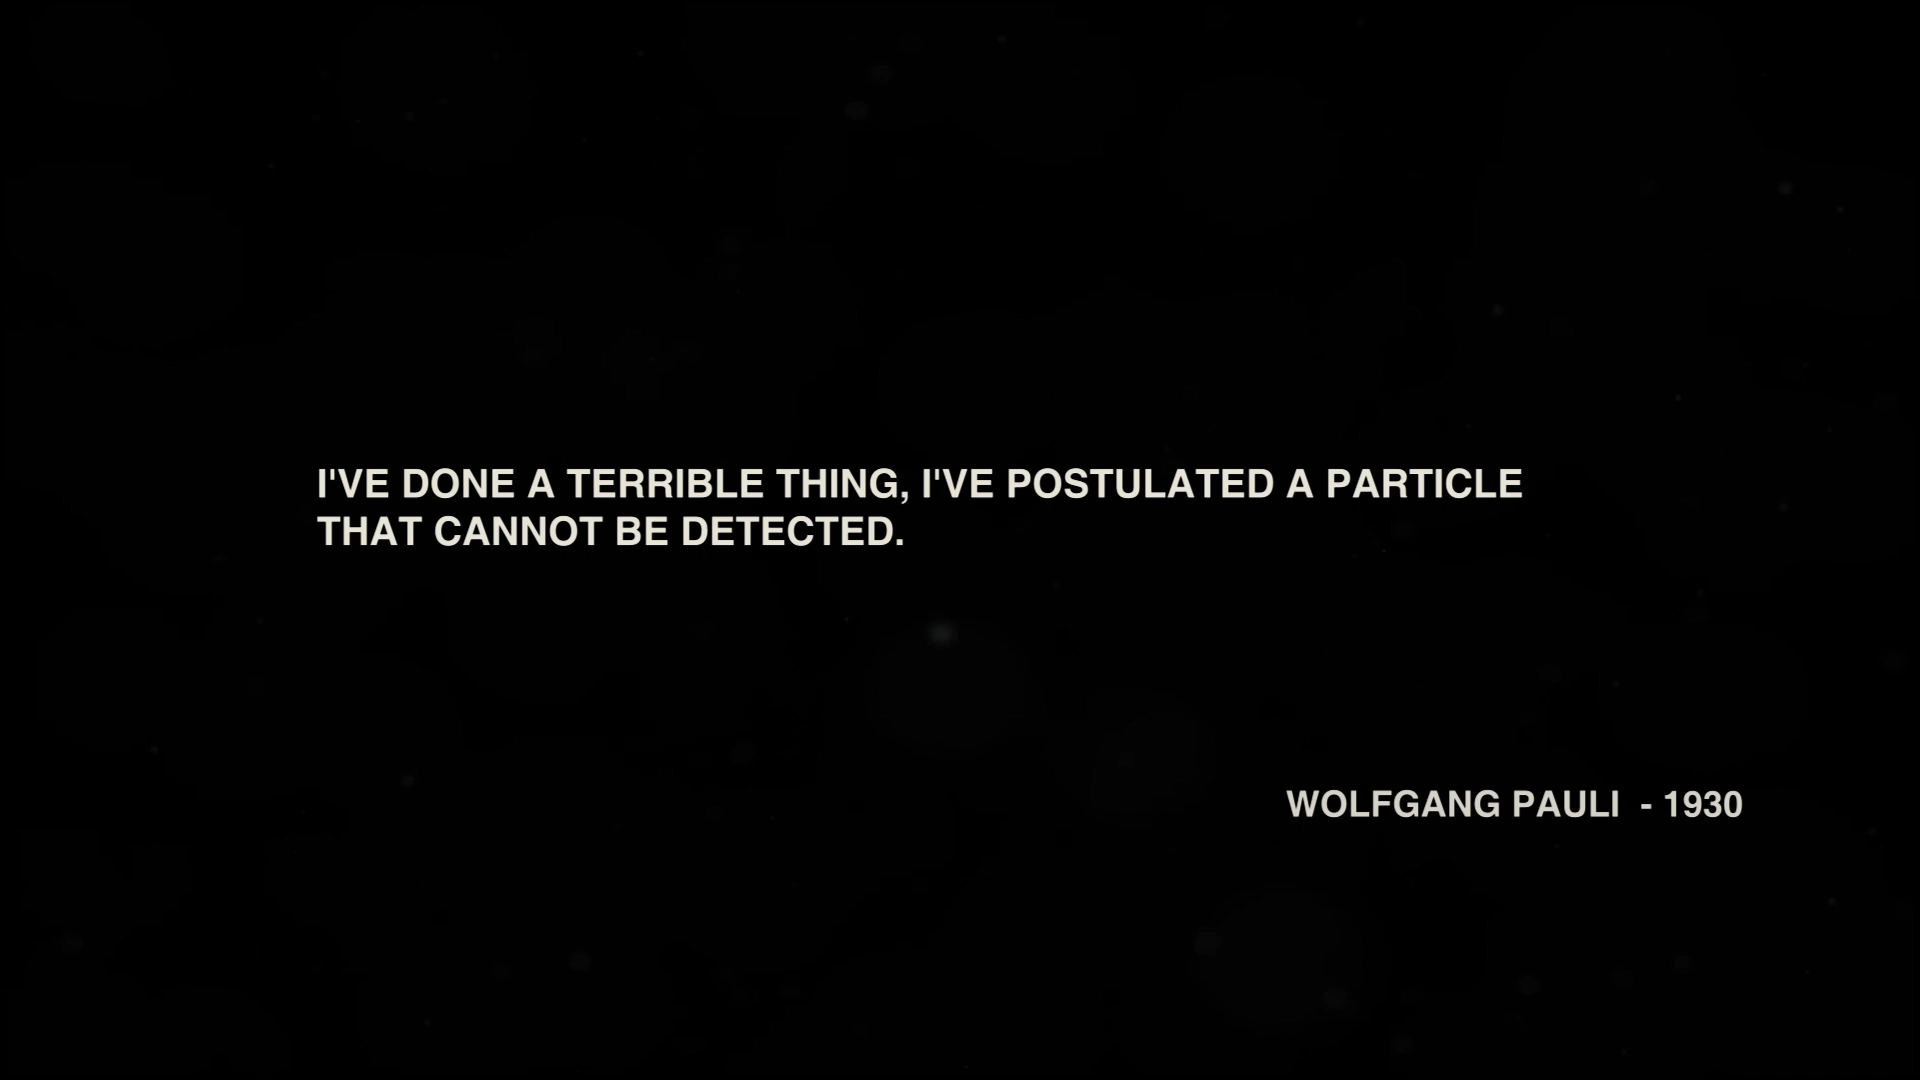 I'VE DONE A TERRIBLE THING, I'VE POSTULATED A PARTICLE
THAT CANNOT BE DETECTED.
WOLFGANG PAULI - 1930